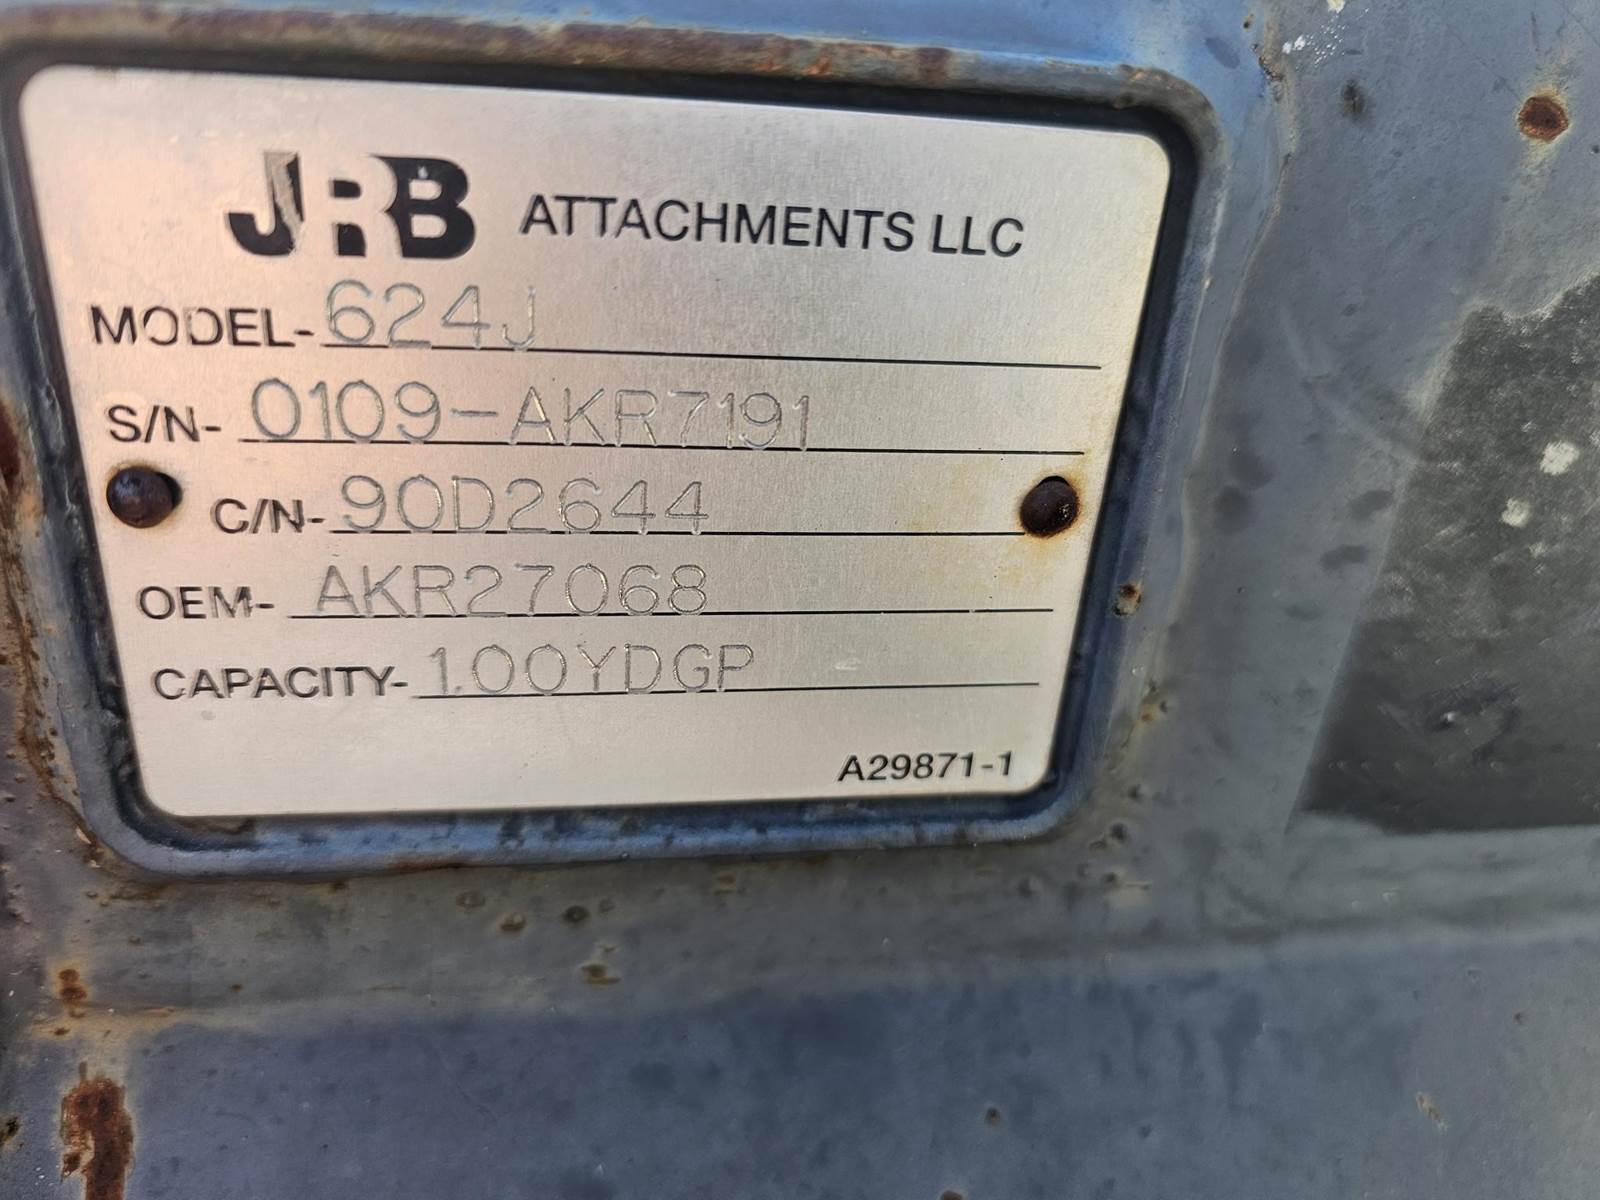 JRB ATTACHMENTS LLC
MODEL- 624J
S/N- 0109-AKR7191
C/N- 90D2644
OEM- AKR27068
CAPACITY- 1.00YDGP
A29871-1